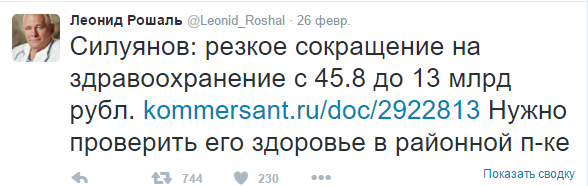 Леонид Рошаль @Leonid_Roshal · 26 февр.
Силуянов: резкое сокращение на
здравоохранение с 45.8 до 13 млрд
рубл. kommersant.ru/doc/2922813 Нужно
проверить его здоровье в районной п-ке
744 230 Показать сводку